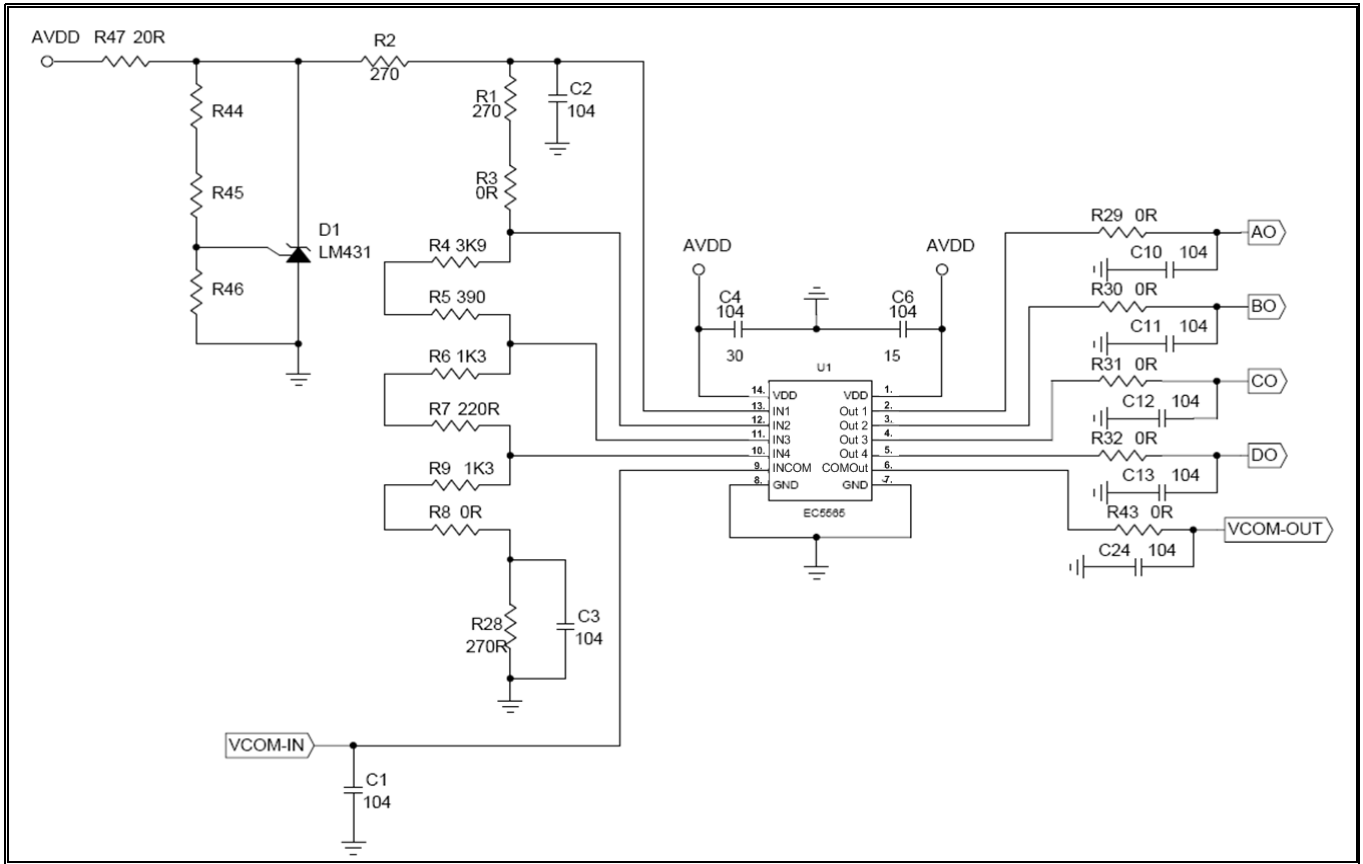 AVDD R47 20R
R2
270
R1
270
C2
104
R44
R3
0R
R45
D1
LM431
R46
R4 3K9
R5 390
R6 1K3
R7 220R
R9 1K3
R8 0R
R28
270R
C3
104
VCOM-IN
C1
104
AVDD
AVDD
C4
104
30
C6
104
15
U1
14. VDD
13. IN1
12. IN2
11. IN3
10. IN4
9. INCOM
8. GND
VDD 1.
Out 1 2.
Out 2 3.
Out 3 4.
Out 4 5.
COMOut 6.
GND 7.
EC5565
R29 0R
AO
C10 104
R30 0R
BO
C11 104
R31 0R
CO
C12 104
R32 0R
DO
C13 104
R43 0R
VCOM-OUT
C24 104